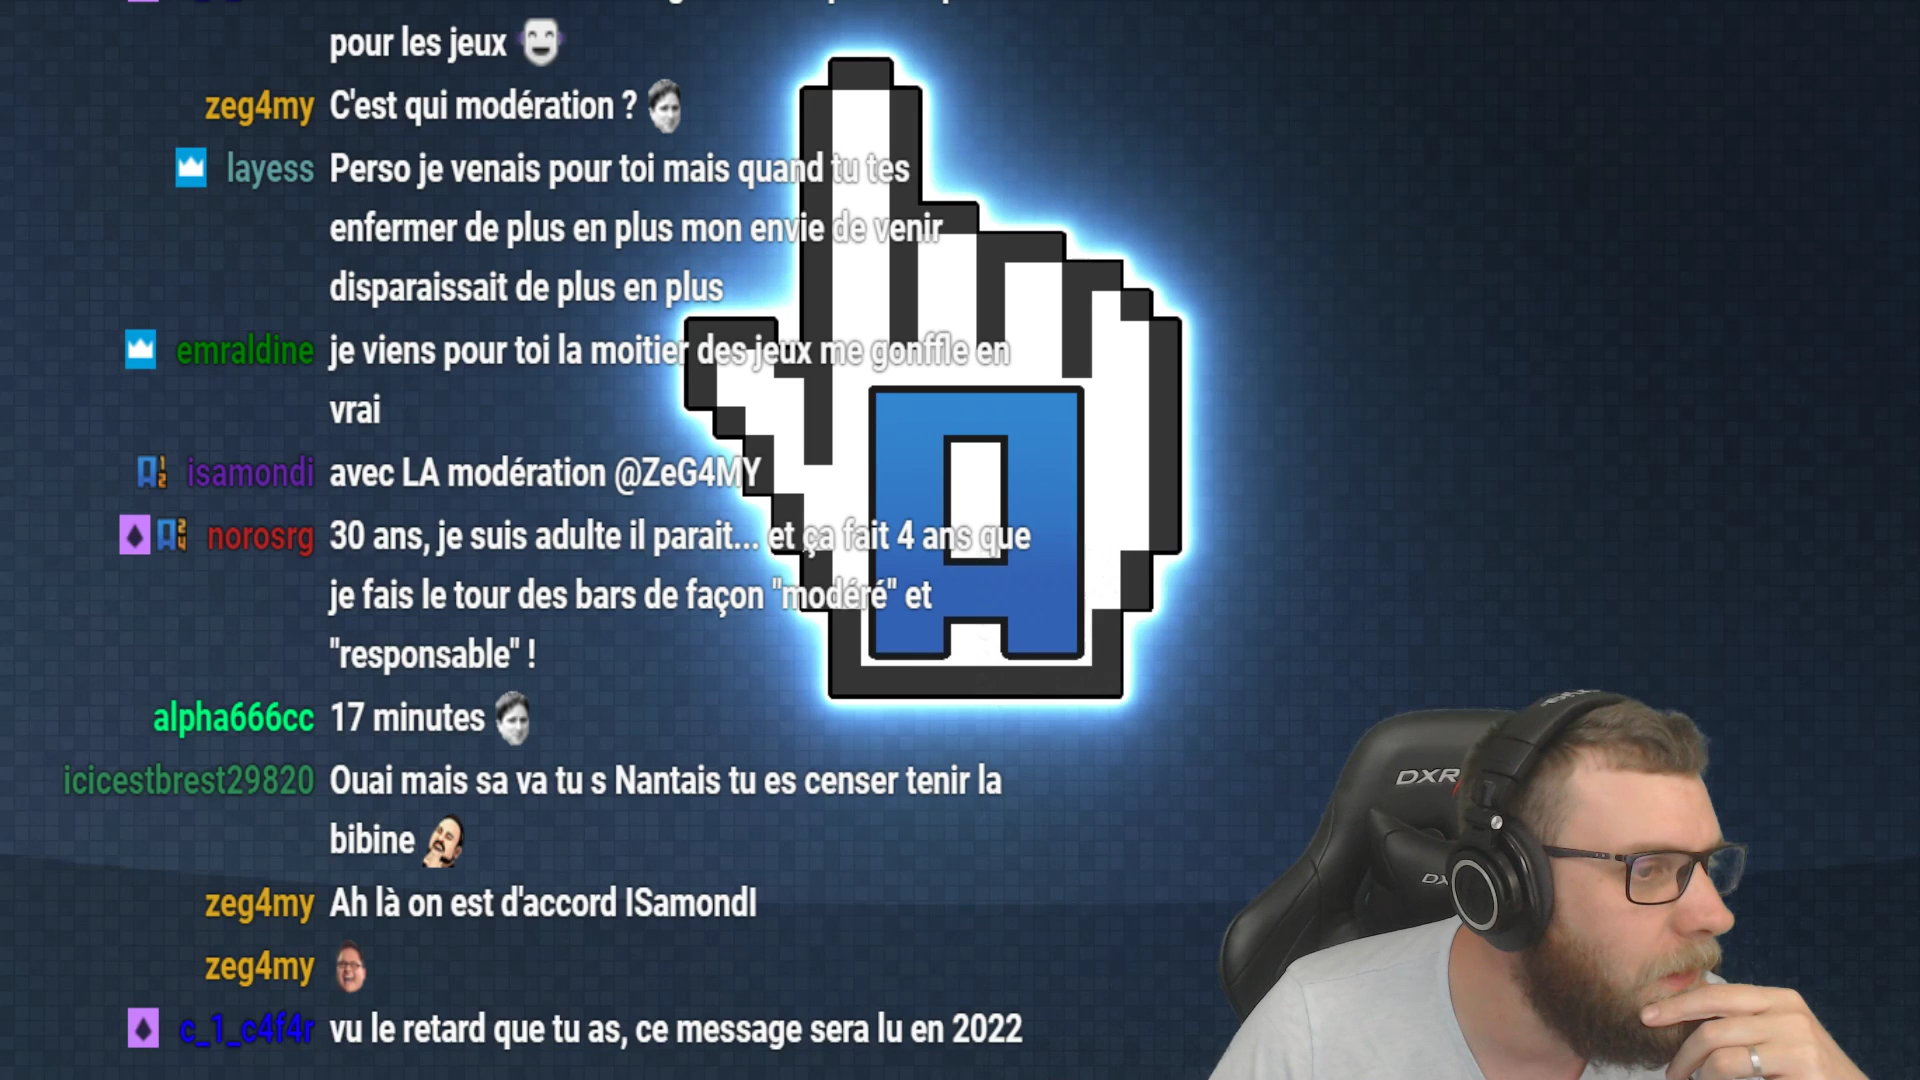 pour les jeux
zeg4my C'est qui modération ?
layess Perso je venais pour toi mais quand tu tes
enfermer de plus en plus mon envie de venir
disparaissait de plus en plus
emraldine je viens pour toi la moitier des jeux me gonffle en
vrai
isamondi avec LA modération @ZeG4MY
norosrg 30 ans, je suis adulte il parait... et ça fait 4 ans que
je fais le tour des bars de façon "modéré" et
"responsable" !
alpha666cc 17 minutes
icicestbrest29820 Ouai mais sa va tu s Nantais tu es censer tenir la
bibine
zeg4my Ah là on est d'accord ISamondI
zeg4my
c_1_c4f4r vu le retard que tu as, ce message sera lu en 2022
A
DXR
DX